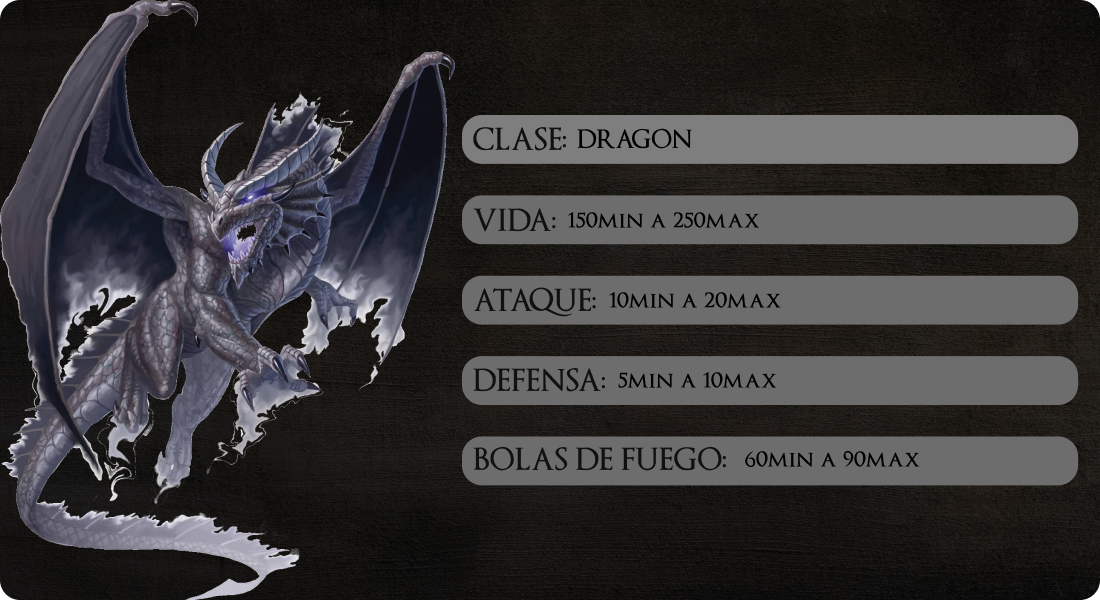 CLASE: DRAGON
VIDA: 150MIN A 250MAX
ATAQUE: 10MIN A 20MAX
DEFENSA: 5MIN A 10MAX
BOLAS DE FUEGO: 60MIN A 90MAX